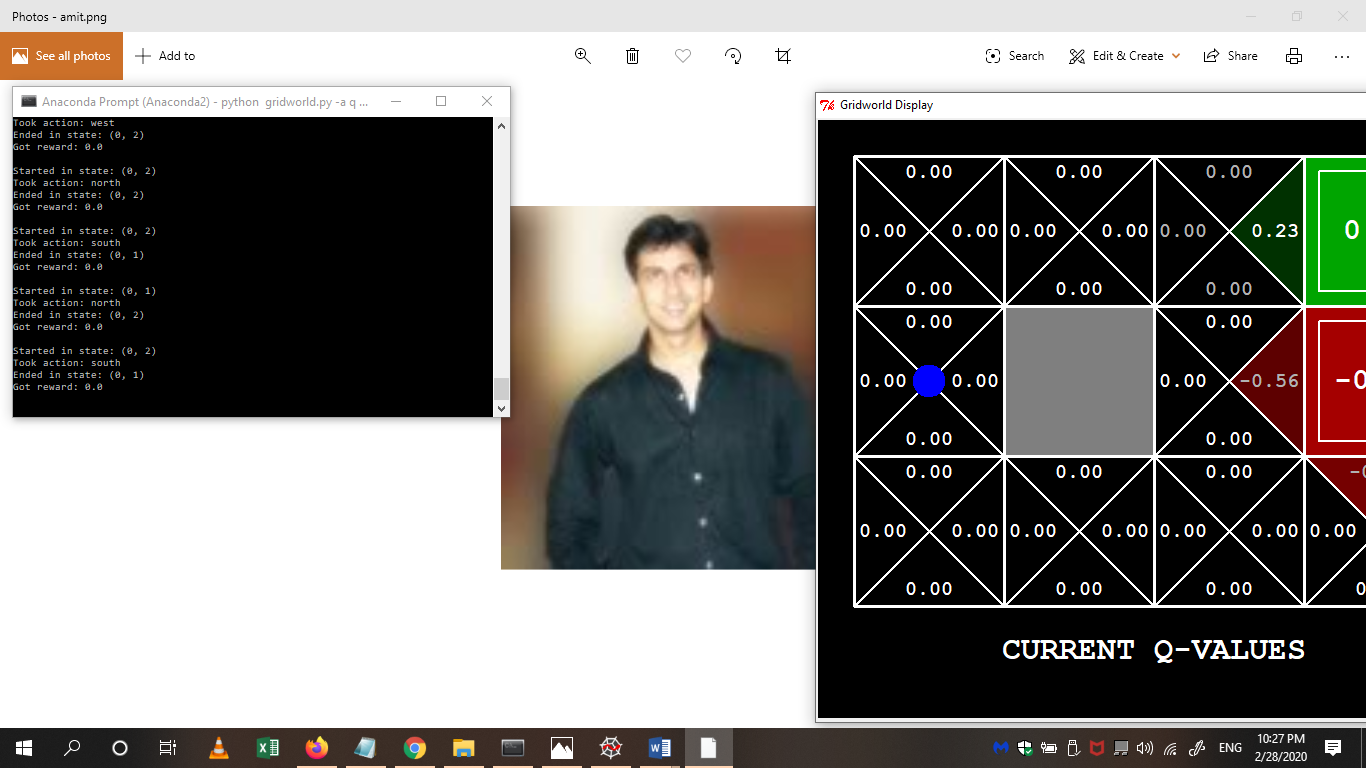 Photos - amit.png
See all photos
Add to
Search
Edit & Create
Share
Anaconda Prompt (Anaconda2) - python gridworld.py -a q ...
Took action: west
Ended in state: (0, 2)
Got reward: 0.0
Started in state: (0, 2)
Took action: north
Ended in state: (0, 2)
Got reward: 0.0
Started in state: (0, 2)
Took action: south
Ended in state: (0, 1)
Got reward: 0.0
Started in state: (0, 1)
Took action: north
Ended in state: (0, 2)
Got reward: 0.0
Started in state: (0, 2)
Took action: south
Ended in state: (0, 1)
Got reward: 0.0
Gridworld Display
0.00 0.00 0.00
0.00 0.00 0.00 0.00 0.00 0.23 0
0.00 0.00 0.00
0.00 0.00
0.00 0.00 0.00 -0.56 -0
0.00 0.00
0.00 0.00 0.00 -0
0.00 0.00 0.00 0.00 0.00 0.00 0.00
0.00 0.00 0.00 0
CURRENT Q-VALUES
ENG
10:27 PM
2/28/2020